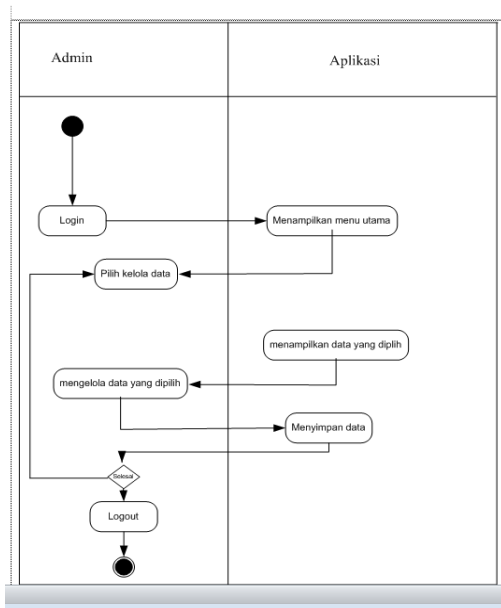 Admin
Aplikasi
Login
Menampilkan menu utama
Pilih kelola data
menampilkan data yang diplih
mengelola data yang dipilih
Menyimpan data
Selesai
Logout